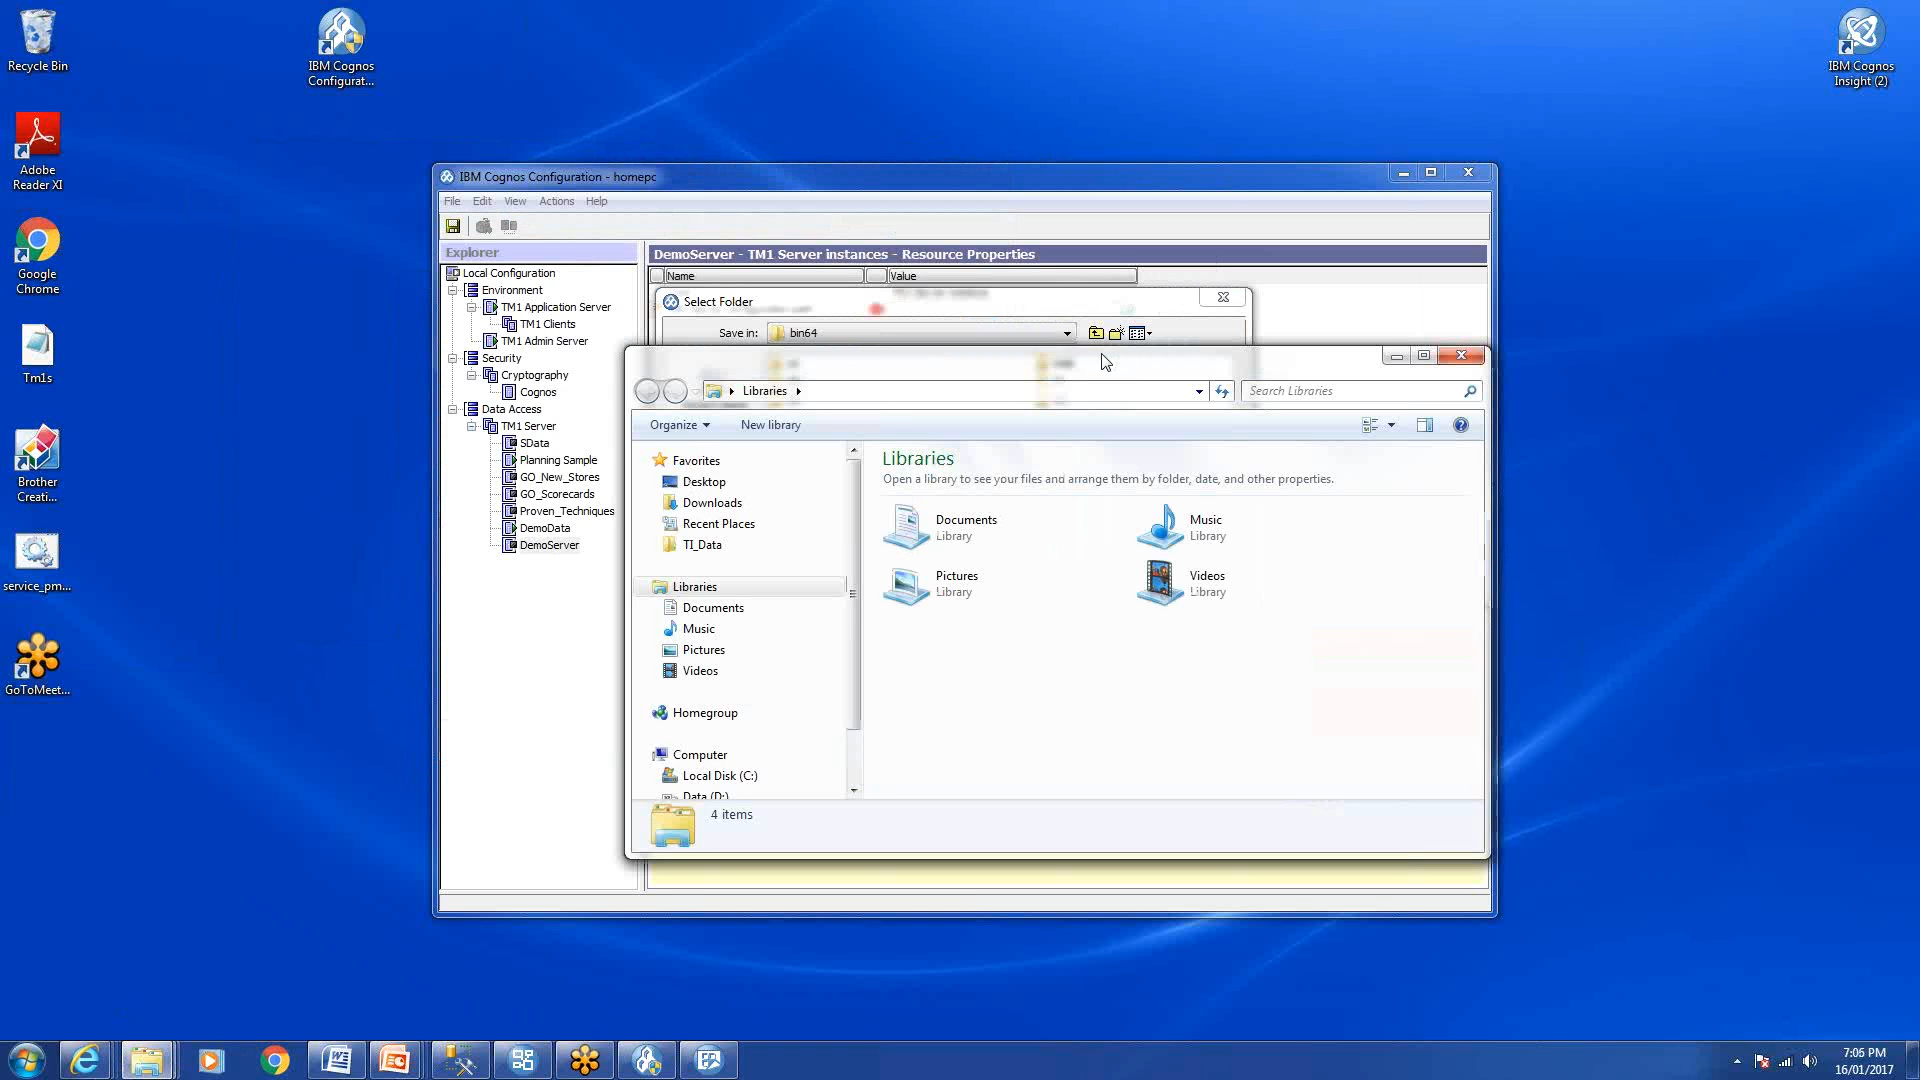 Recycle Bin
IBM Cognos
Configurat...
IBM Cognos
Insight (2)
Adobe
Reader XI
Google
Chrome
Tm1s
Brother
Creati...
service_pm...
GoToMeet...
IBM Cognos Configuration - homepc
File Edit View Actions Help
Explorer
Local Configuration
Environment
TM1 Application Server
TM1 Clients
TM1 Admin Server
Security
Cryptography
Cognos
Data Access
TM1 Server
SData
Planning Sample
GO_New_Stores
GO_Scorecards
Proven_Techniques
DemoData
DemoServer
DemoServer - TM1 Server instances - Resource Properties
Name Value
Select Folder
Save in: bin64
Libraries
Search Libraries
Organize New library
Favorites
Desktop
Downloads
Recent Places
TI_Data
Libraries
Documents
Music
Pictures
Videos
Homegroup
Computer
Local Disk (C:)
Data (D:)
Libraries
Open a library to see your files and arrange them by folder, date, and other properties.
Documents
Library
Music
Library
Pictures
Library
Videos
Library
4 items
7:05 PM
16/01/2017